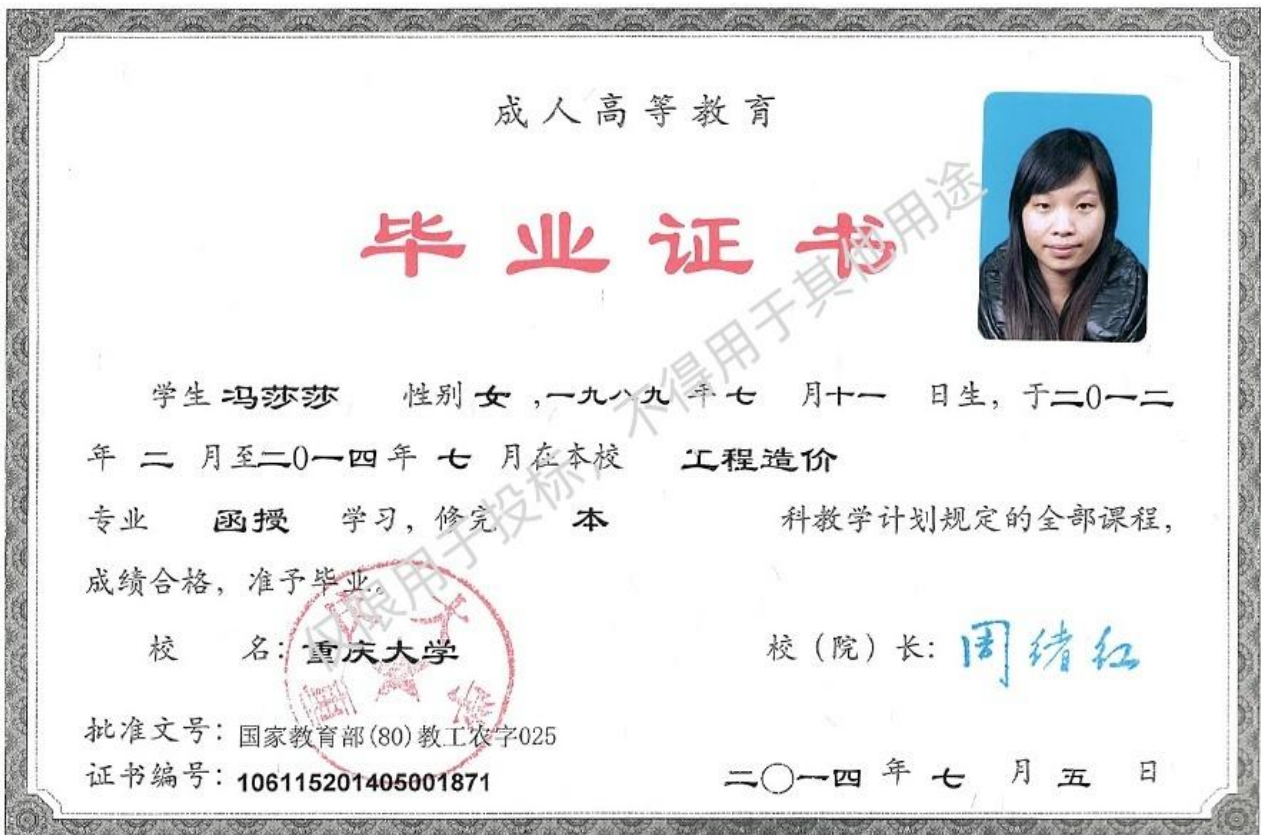 成人高等教育
毕业证书
学生 冯莎莎 性别 女 ,一九八九 年 七 月十一 日生, 于二0一二
年 二 月至二0一四年 七 月在本校 工程造价
专业 函授 学习, 修完 本 科教学计划规定的全部课程,
成绩合格, 准予毕业。
校 名: 重庆大学
校 (院) 长: 周绪红
批准文号: 国家教育部(80)教工农字025
证书编号: 106115201405001871
二〇一四 年 七 月 五 日
重庆大学
仅限用于投标，不得用于其他用途